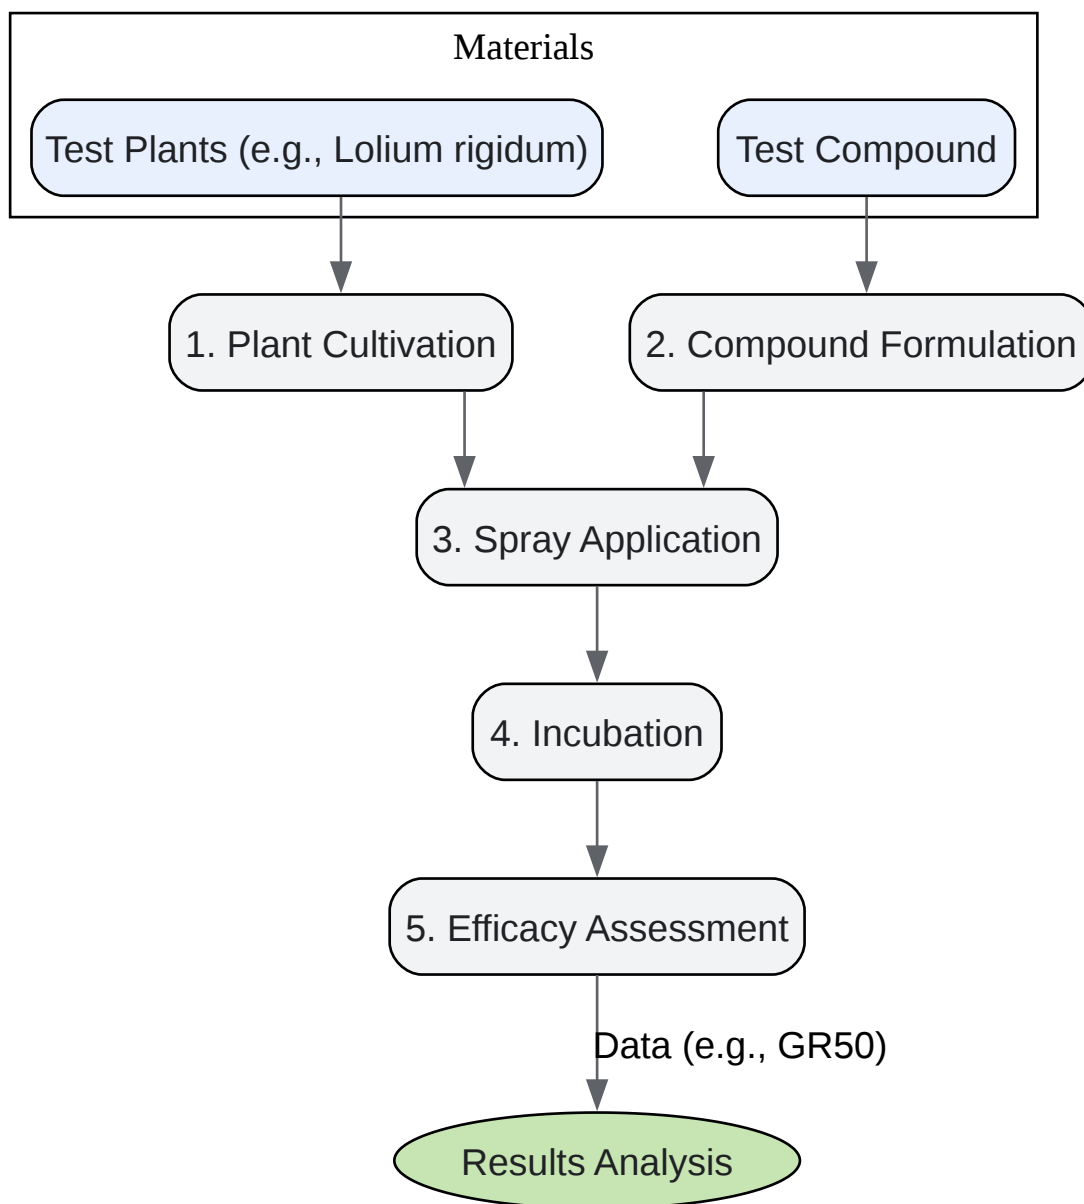 Materials
Test Plants (e.g., Lolium rigidum)
Test Compound
1. Plant Cultivation
2. Compound Formulation
3. Spray Application
4. Incubation
5. Efficacy Assessment
Data (e.g., GR50)
Results Analysis